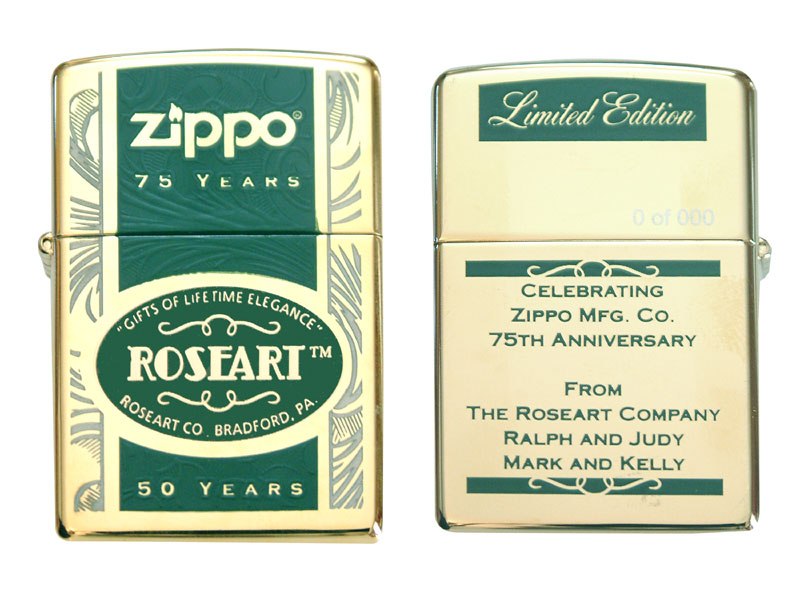 zippo
75 YEARS
"GIFTS OF LIFETIME ELEGANCE"
ROSEART™
ROSEART CO. BRADFORD, PA.
50 YEARS
Limited Edition
0 of 000
CELEBRATING
ZIPPO MFG. CO.
75TH ANNIVERSARY
FROM
THE ROSEART COMPANY
RALPH AND JUDY
MARK AND KELLY